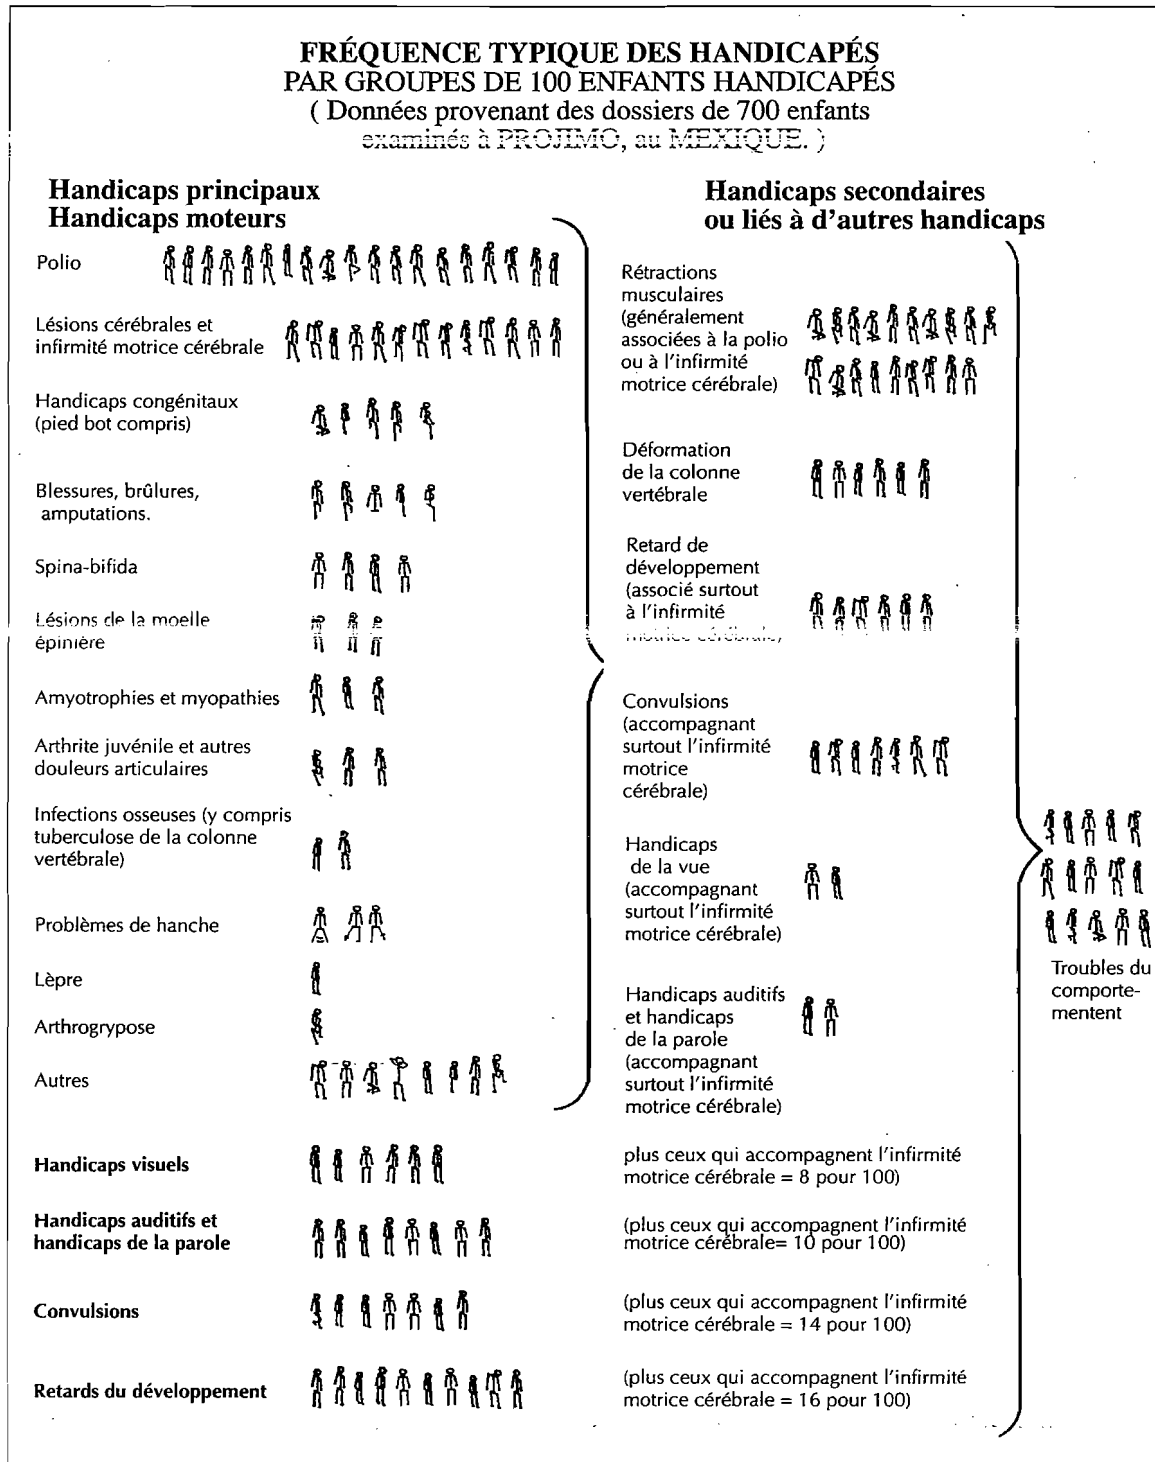 FRÉQUENCE TYPIQUE DES HANDICAPÉS
PAR GROUPES DE 100 ENFANTS HANDICAPÉS
( Données provenant des dossiers de 700 enfants
examinés à PROJIMO, au MEXIQUE. )
Handicaps principaux
Handicaps moteurs
Polio
Lésions cérébrales et
infirmité motrice cérébrale
Handicaps congénitaux
(pied bot compris)
Blessures, brûlures,
amputations.
Spina-bifida
Lésions de la moelle
épinière
Amyotrophies et myopathies
Arthrite juvénile et autres
douleurs articulaires
Infections osseuses (y compris
tuberculose de la colonne
vertébrale)
Problèmes de hanche
Lèpre
Arthrogrypose
Autres
Handicaps secondaires
ou liés à d'autres handicaps
Rétractions
musculaires
(généralement
associées à la polio
ou à l'infirmité
motrice cérébrale)
Déformation
de la colonne
vertébrale
Retard de
développement
(associé surtout
à l'infirmité
motrice cérébrale)
Convulsions
(accompagnant
surtout l'infirmité
motrice
cérébrale)
Handicaps
de la vue
(accompagnant
surtout l'infirmité
motrice cérébrale)
Handicaps auditifs
et handicaps
de la parole
(accompagnant
surtout l'infirmité
motrice cérébrale)
Troubles du
comporte-
mentent
Handicaps visuels
plus ceux qui accompagnent l'infirmité
motrice cérébrale = 8 pour 100)
Handicaps auditifs et
handicaps de la parole
(plus ceux qui accompagnent l'infirmité
motrice cérébrale= 10 pour 100)
Convulsions
(plus ceux qui accompagnent l'infirmité
motrice cérébrale = 14 pour 100)
Retards du développement
(plus ceux qui accompagnent l'infirmité
motrice cérébrale = 16 pour 100)